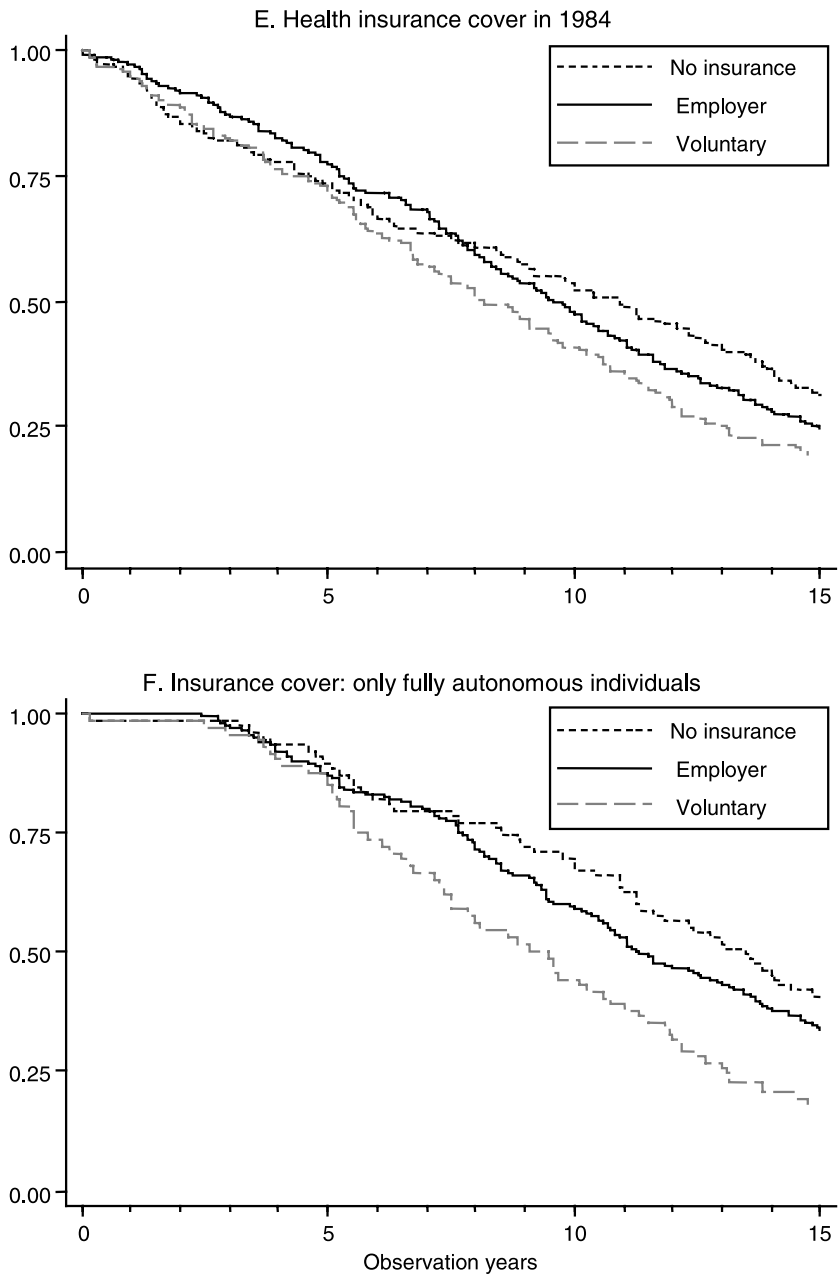 E. Health insurance cover in 1984
1.00
0.75
0.50
0.25
0.00
No insurance
Employer
Voluntary
0 5 10 15
F. Insurance cover: only fully autonomous individuals
1.00
0.75
0.50
0.25
0.00
No insurance
Employer
Voluntary
0 5 10 15
Observation years